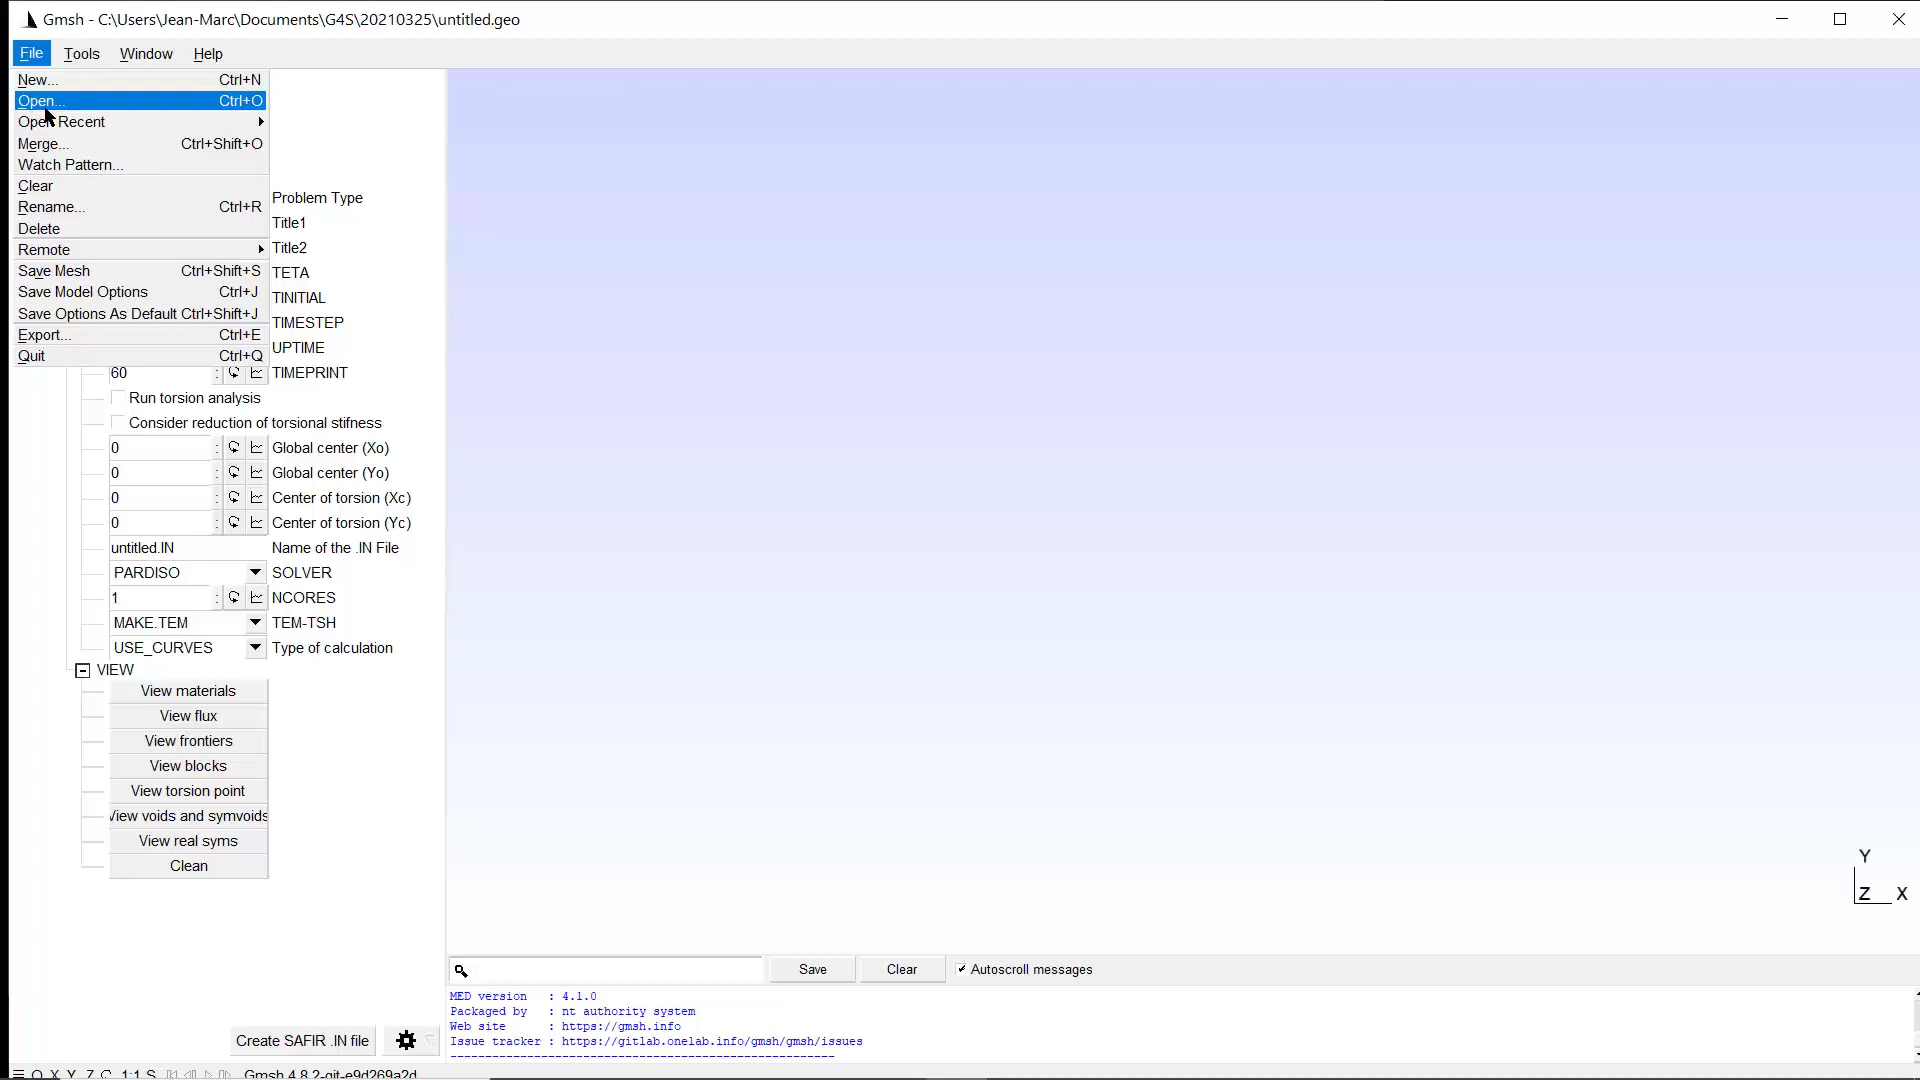 Gmsh - C:\Users\Jean-Marc\Documents\G4S\20210325\untitled.geo
File Tools Window Help
New... Ctrl+N
Open... Ctrl+O
Open Recent
Merge... Ctrl+Shift+O
Watch Pattern...
Clear
Rename... Ctrl+R
Delete
Remote
Save Mesh Ctrl+Shift+S
Save Model Options Ctrl+J
Save Options As Default Ctrl+Shift+J
Export... Ctrl+E
Quit Ctrl+Q
Problem Type
Title1
Title2
TETA
TINITIAL
TIMESTEP
UPTIME
60 : TIMEPRINT
Run torsion analysis
Consider reduction of torsional stifness
0 : Global center (Xo)
0 : Global center (Yo)
0 : Center of torsion (Xc)
0 : Center of torsion (Yc)
untitled.IN Name of the .IN File
PARDISO SOLVER
1 : NCORES
MAKE.TEM TEM-TSH
USE_CURVES Type of calculation
VIEW
View materials
View flux
View frontiers
View blocks
View torsion point
View voids and symvoids
View real syms
Clean
Create SAFIR .IN file
Y
Z X
Save Clear Autoscroll messages
MED version : 4.1.0
Packaged by : nt authority system
Web site : https://gmsh.info
Issue tracker : https://gitlab.onelab.info/gmsh/gmsh/issues
O X Y Z 1:1 S Gmsh 4.8.2-git-e9d269a2d